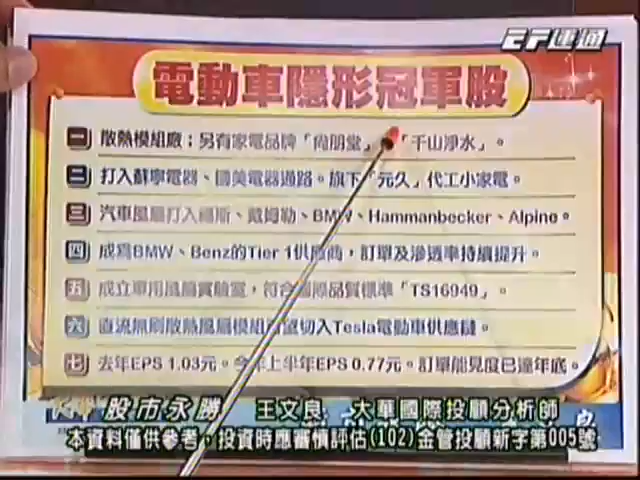 EF運通
電動車隱形冠軍股
一 散熱模組廠；另有家電品牌「尚朋堂」、「千山淨水」。
二 打入蘇寧電器、國美電器通路。旗下「元久」代工小家電。
三 汽車風扇打入福斯、戴姆勒、BMW、Hammanbecker、Alpine。
四 成為BMW、Benz的Tier 1供應商，訂單及滲透率持續提升。
五 成立車用風扇實驗室，符合國際品質標準「TS16949」。
六 直流無刷散熱風扇模組有望切入Tesla電動車供應鏈。
七 去年EPS 1.03元。今年上半年EPS 0.77元。訂單能見度已達年底。
股市永勝 王文良 大華國際投顧分析師
本資料僅供參考，投資時應審慎評估(102)金管投顧新字第005號